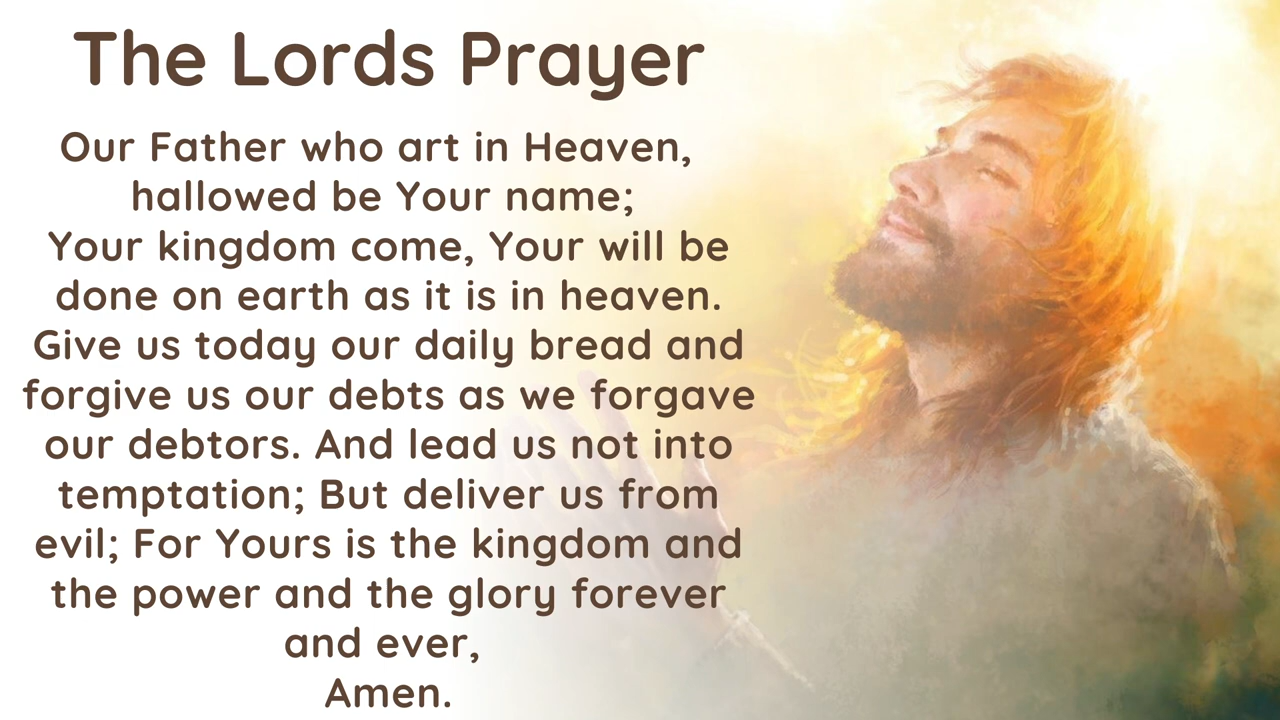 The Lords Prayer
Our Father who art in Heaven,
hallowed be Your name;
Your kingdom come, Your will be
done on earth as it is in heaven.
Give us today our daily bread and
forgive us our debts as we forgave
our debtors. And lead us not into
temptation; But deliver us from
evil; For Yours is the kingdom and
the power and the glory forever
and ever,
Amen.